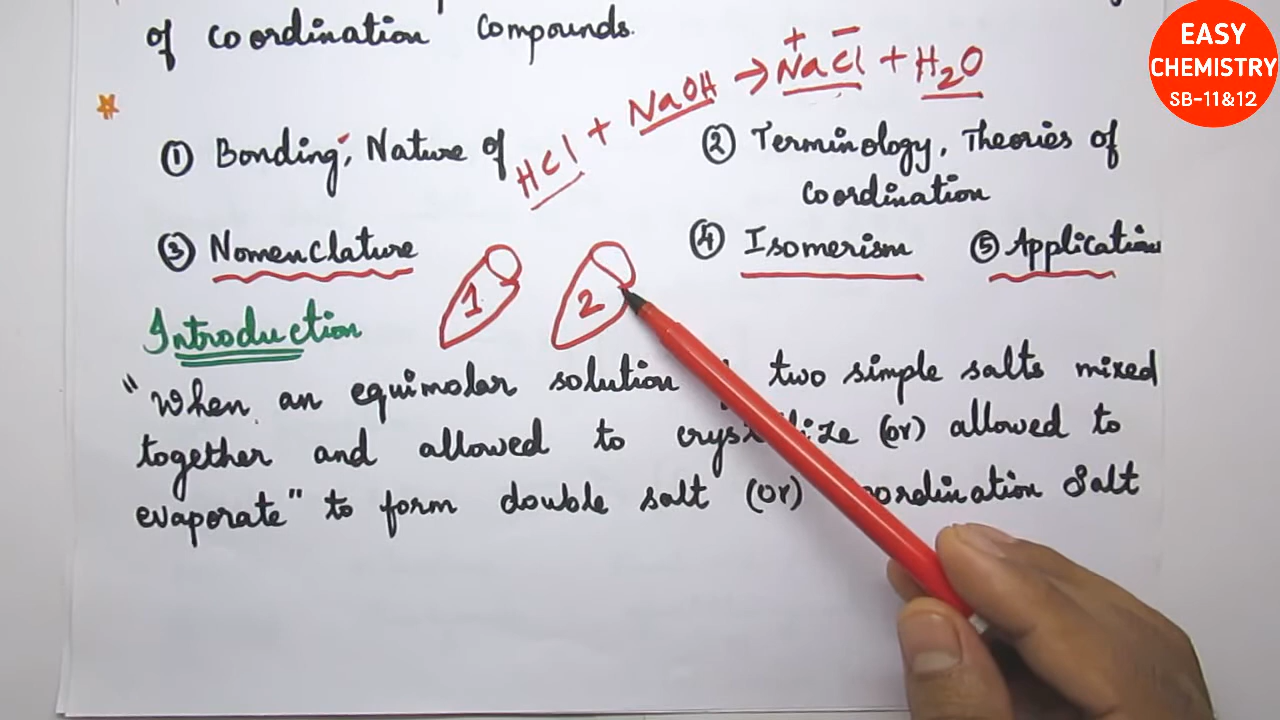 of coordination compounds.
EASY
CHEMISTRY
SB-11&12
HCl + NaOH → NaCl + H2O
+ −
① Bonding, Nature of
② Terminology, Theories of
coordination
③ Nomenclature
④ Isomerism
⑤ Application
1 2
Introduction
"When an equimolar solution two simple salts mixed
together and allowed to (or) allowed to
evaporate" to form double salt (or) Salt